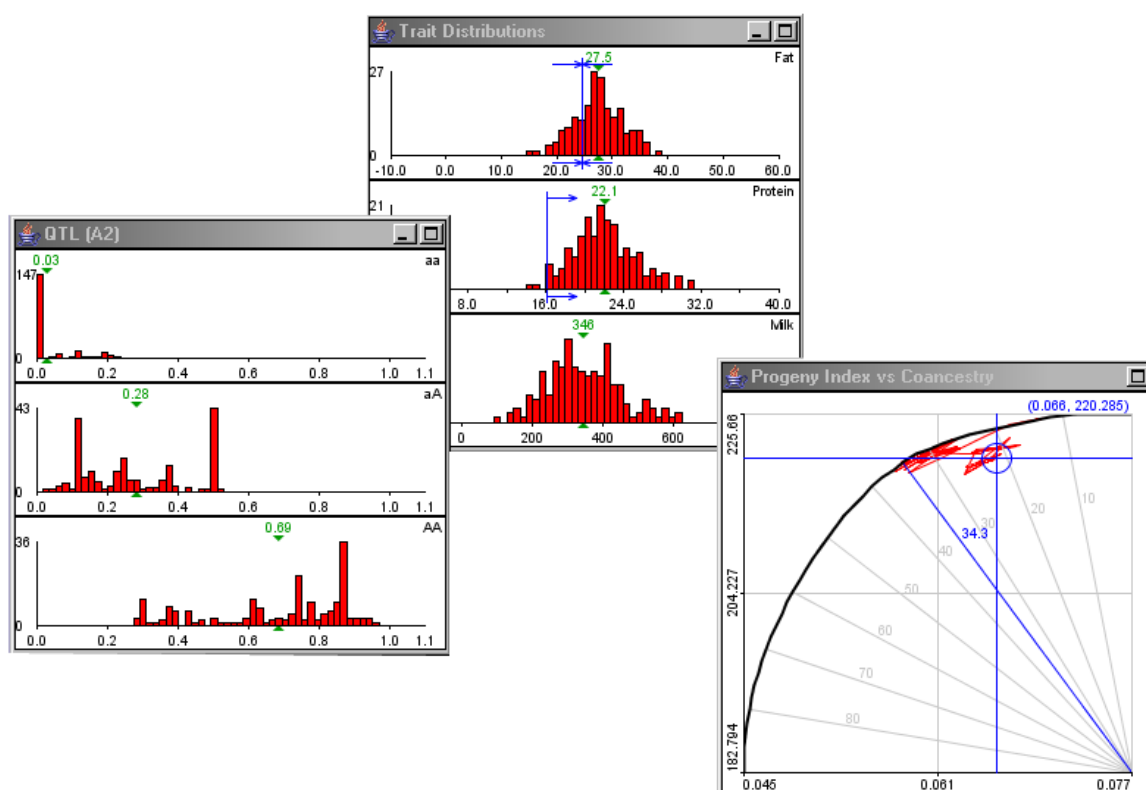 Trait Distributions
27.5
Fat
27
0
-10.0 0.0 10.0 20.0 30.0 40.0 50.0 60.0
22.1
Protein
21
8.0 16.0 24.0 32.0 40.0
346
Milk
0 200 400 600
QTL (A2)
0.03
aa
147
0
0.0 0.2 0.4 0.6 0.8 1.0 1.1
0.28
aA
43
0
0.0 0.2 0.4 0.6 0.8 1.0 1.1
0.69
AA
36
0
0.0 0.2 0.4 0.6 0.8 1.0 1.1
Progeny Index vs Coancestry
(0.066, 220.285)
225.66
204.227
182.794
10
20
30
34.3
40
50
60
70
80
0.045 0.061 0.077